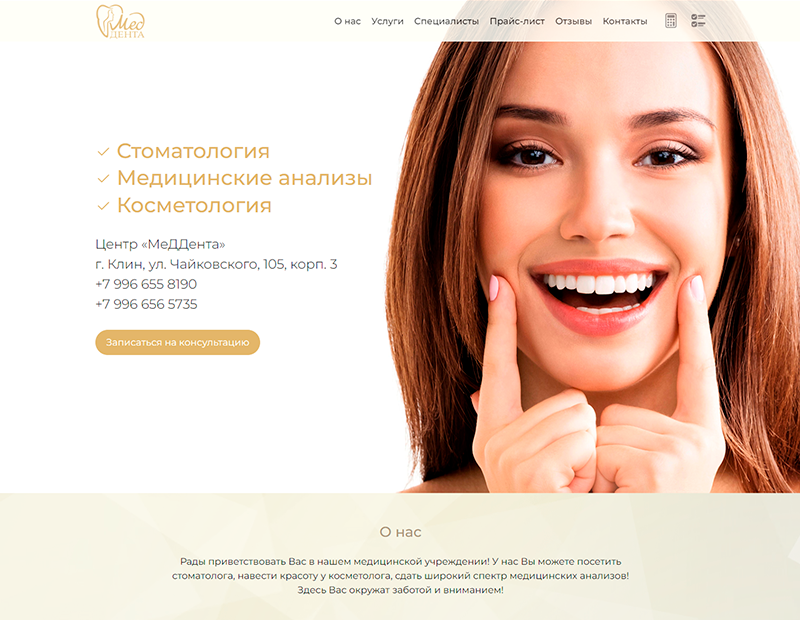 Мед
ДЕНТА
О нас Услуги Специалисты Прайс-лист Отзывы Контакты
Стоматология
Медицинские анализы
Косметология
Центр «МеДДента»
г. Клин, ул. Чайковского, 105, корп. 3
+7 996 655 8190
+7 996 656 5735
Записаться на консультацию
О нас
Рады приветствовать Вас в нашем медицинской учреждении! У нас Вы можете посетить
стоматолога, навести красоту у косметолога, сдать широкий спектр медицинских анализов!
Здесь Вас окружат заботой и вниманием!